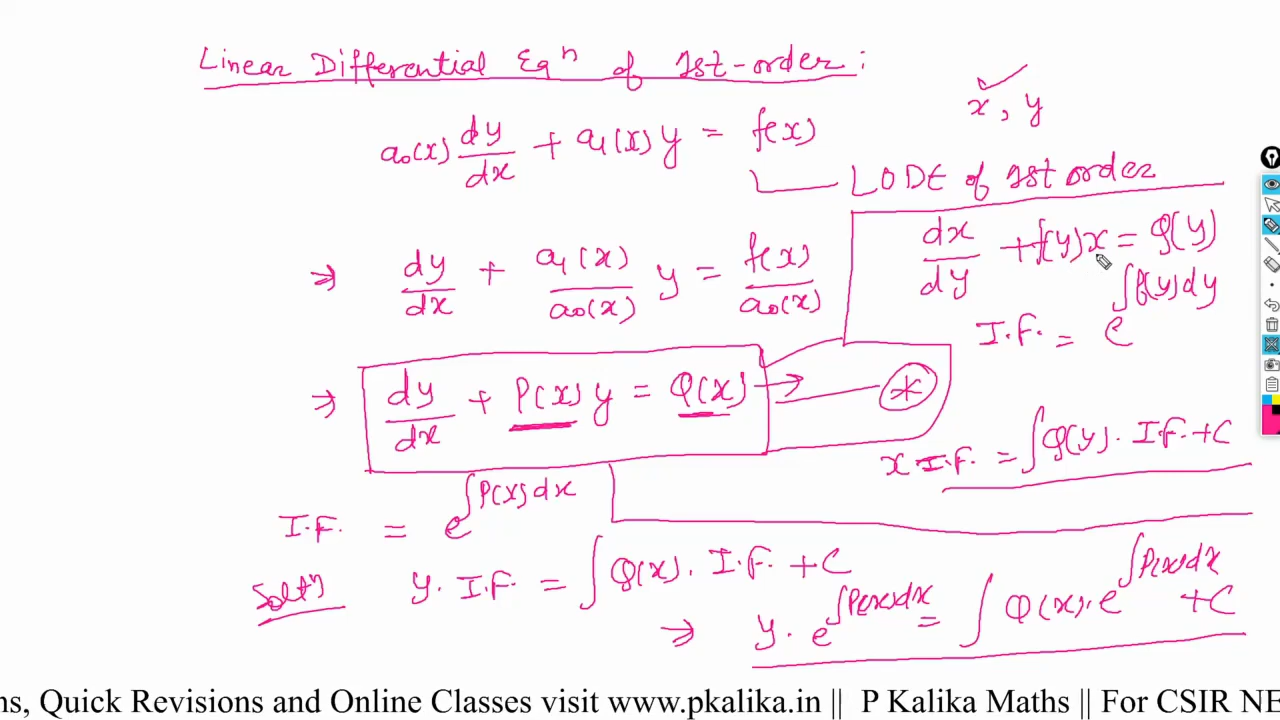 Linear Differential Eqⁿ of 1st-order :
x, y
a₀(x) dy/dx + a₁(x) y = f(x)
LODE of 1st order
dx/dy + f(y)x = Q(y)
⇒ dy/dx + a₁(x)/a₀(x) y = f(x)/a₀(x)
I.F. = e^∫f(y)dy
⇒ dy/dx + P(x) y = Q(x) → *
x I.F. = ∫Q(y). I.F. + C
I.F. = e^∫P(x)dx
Soltⁿ y. I.F. = ∫Q(x). I.F. + C
⇒ y. e^∫P(x)dx = ∫ Q(x). e^∫P(x)dx + C
ns, Quick Revisions and Online Classes visit www.pkalika.in || P Kalika Maths || For CSIR NE